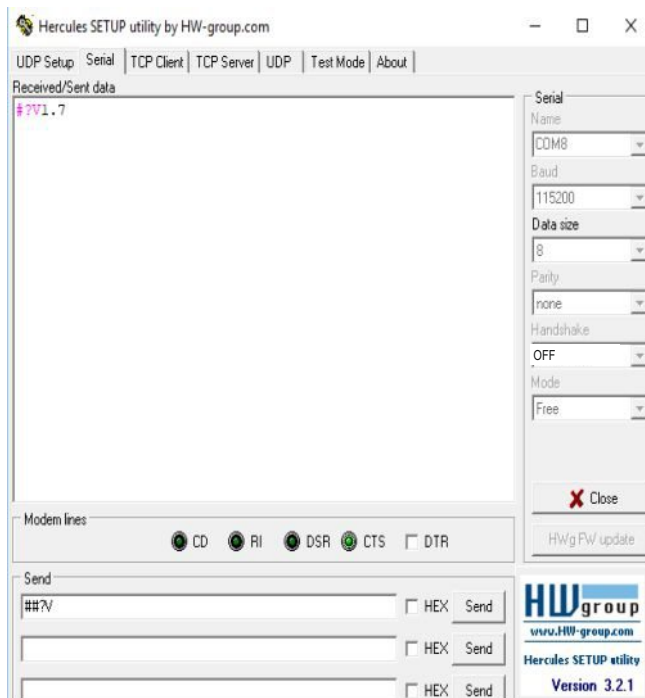 Hercules SETUP utility by HW-group.com
UDP Setup Serial TCP Client TCP Server UDP Test Mode About
Received/Sent data
#?V1.7
Serial
Name
COM8
Baud
115200
Data size
8
Parity
none
Handshake
OFF
Mode
Free
Close
HWg FW update
Modem lines
CD RI DSR CTS DTR
Send
##?V HEX Send
HEX Send
HEX Send
HW group
www.HW-group.com
Hercules SETUP utility
Version 3.2.1